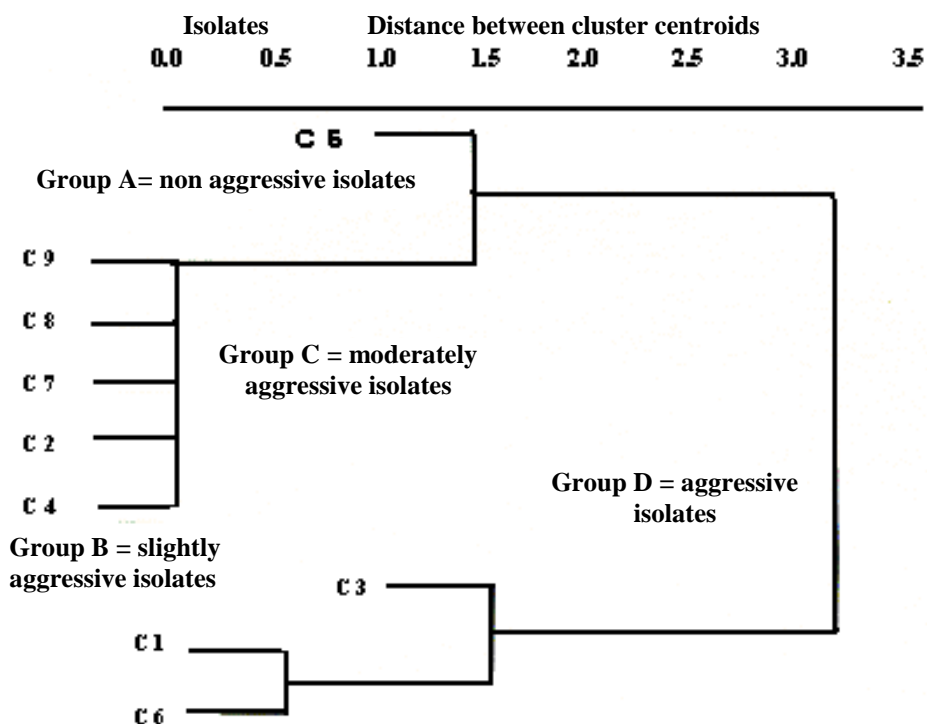 Isolates Distance between cluster centroids
0.0 0.5 1.0 1.5 2.0 2.5 3.0 3.5
C 5
Group A= non aggressive isolates
C 9
C 8
Group C = moderately
aggressive isolates
C 7
C 2
Group D = aggressive
isolates
C 4
Group B = slightly
aggressive isolates
C 3
C 1
C 6